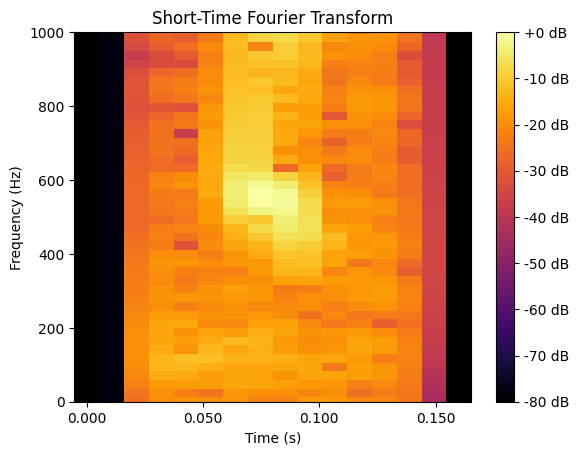 Short-Time Fourier Transform
1000
800
600
400
200
0
Frequency (Hz)
0.000
0.050
0.100
0.150
Time (s)
+0 dB
-10 dB
-20 dB
-30 dB
-40 dB
-50 dB
-60 dB
-70 dB
-80 dB